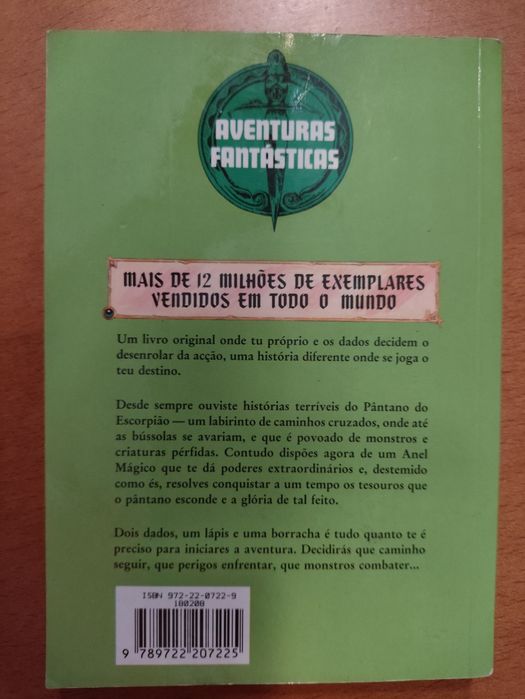 AVENTURAS
FANTÁSTICAS
MAIS DE 12 MILHÕES DE EXEMPLARES
VENDIDOS EM TODO O MUNDO
Um livro original onde tu próprio e os dados decidem o
desenrolar da acção, uma história diferente onde se joga o
teu destino.
Desde sempre ouviste histórias terríveis do Pântano do
Escorpião — um labirinto de caminhos cruzados, onde até
as bússolas se avariam, e que é povoado de monstros e
criaturas pérfidas. Contudo dispões agora de um Anel
Mágico que te dá poderes extraordinários e, destemido
como és, resolves conquistar a um tempo os tesouros que
o pântano esconde e a glória de tal feito.
Dois dados, um lápis e uma borracha é tudo quanto te é
preciso para iniciares a aventura. Decidirás que caminho
seguir, que perigos enfrentar, que monstros combater...
ISBN 972-22-0722-9
180208
9 789722 207225